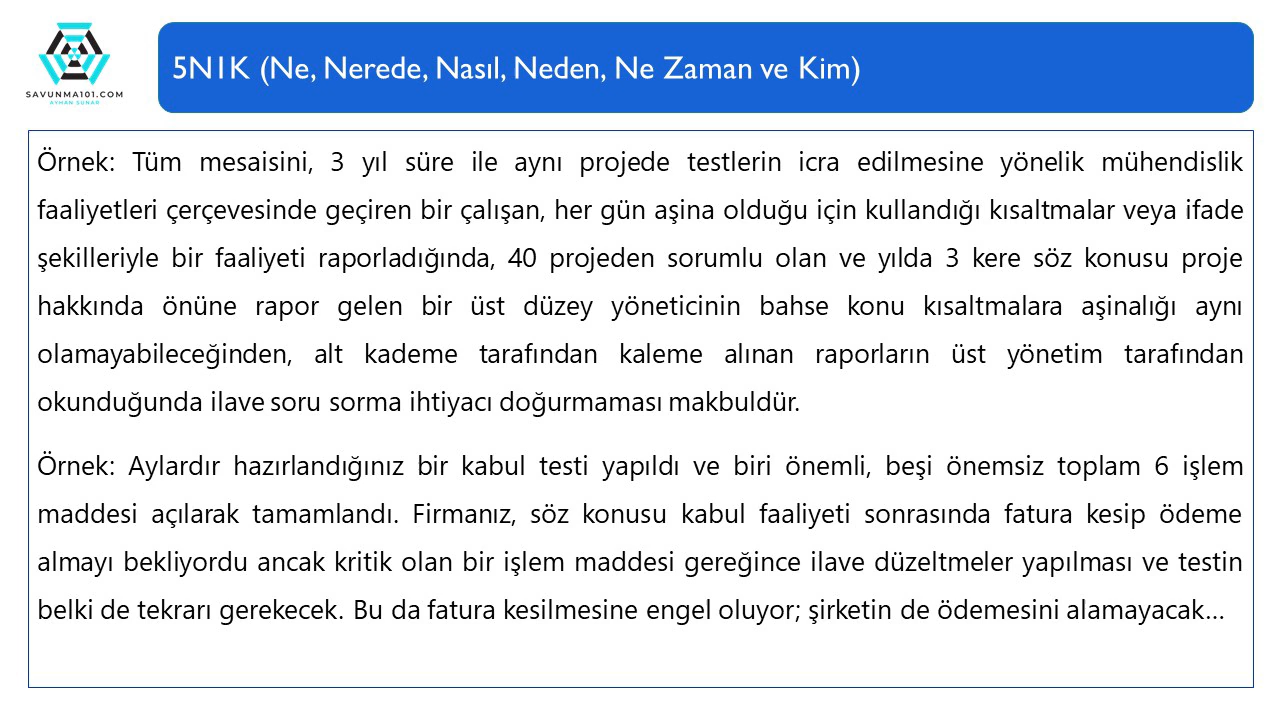 SAVUNMA101.COM
AYHAN SUNAR
5N1K (Ne, Nerede, Nasıl, Neden, Ne Zaman ve Kim)
Örnek: Tüm mesaisini, 3 yıl süre ile aynı projede testlerin icra edilmesine yönelik mühendislik
faaliyetleri çerçevesinde geçiren bir çalışan, her gün aşina olduğu için kullandığı kısaltmalar veya ifade
şekilleriyle bir faaliyeti raporladığında, 40 projeden sorumlu olan ve yılda 3 kere söz konusu proje
hakkında önüne rapor gelen bir üst düzey yöneticinin bahse konu kısaltmalara aşinalığı aynı
olamayabileceğinden, alt kademe tarafından kaleme alınan raporların üst yönetim tarafından
okunduğunda ilave soru sorma ihtiyacı doğurmaması makbuldür.
Örnek: Aylardır hazırlandığınız bir kabul testi yapıldı ve biri önemli, beşi önemsiz toplam 6 işlem
maddesi açılarak tamamlandı. Firmanız, söz konusu kabul faaliyeti sonrasında fatura kesip ödeme
almayı bekliyordu ancak kritik olan bir işlem maddesi gereğince ilave düzeltmeler yapılması ve testin
belki de tekrarı gerekecek. Bu da fatura kesilmesine engel oluyor; şirketin de ödemesini alamayacak...